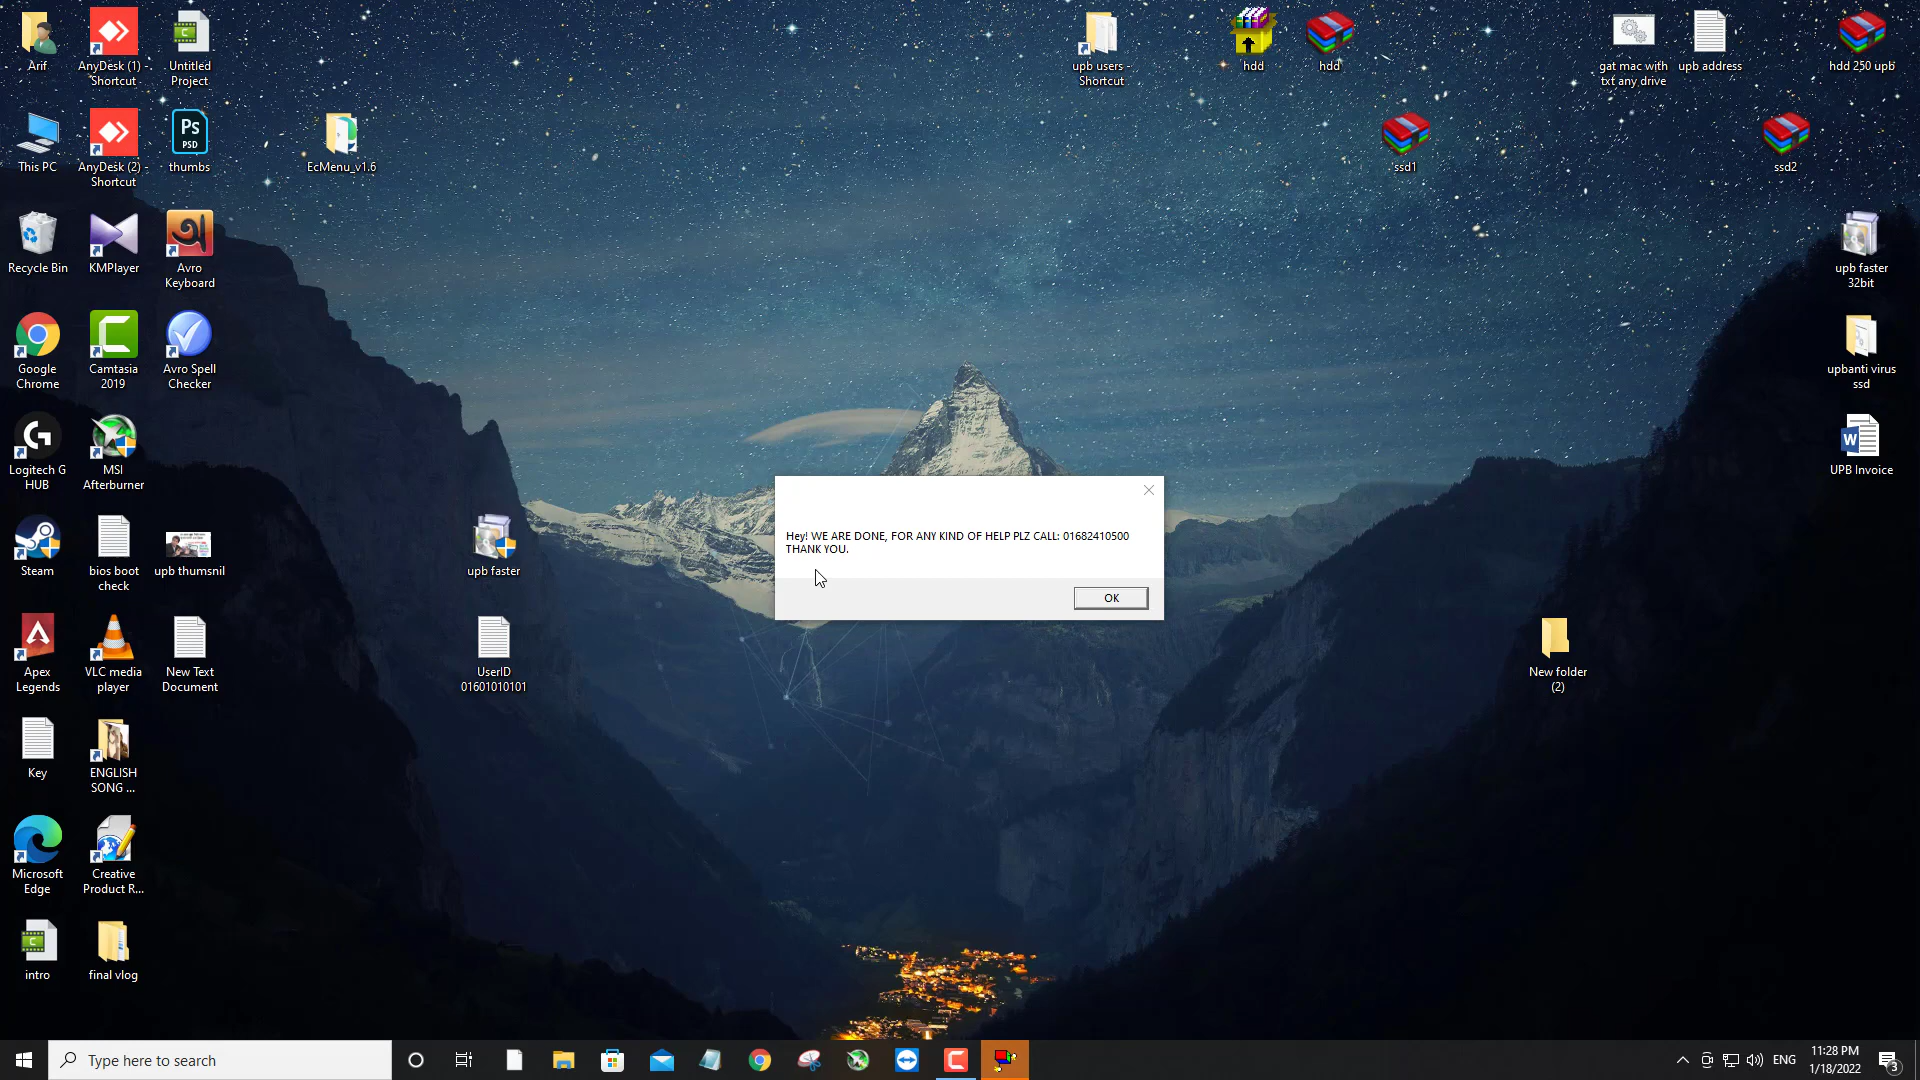 Arif
AnyDesk (1) -
Shortcut
Untitled
Project
upb users -
Shortcut
hdd
hdd
gat mac with
txt any drive
upb address
hdd 250 upb
This PC
AnyDesk (2) -
Shortcut
Ps
PSD
thumbs
EcMenu_v1.6
ssd1
ssd2
Recycle Bin
KMPlayer
Avro
Keyboard
upb faster
32bit
Google
Chrome
Camtasia
2019
Avro Spell
Checker
upbanti virus
ssd
Logitech G
HUB
MSI
Afterburner
UPB Invoice
Hey! WE ARE DONE, FOR ANY KIND OF HELP PLZ CALL: 01682410500
THANK YOU.
OK
Steam
bios boot
check
upb thumsnil
upb faster
Apex
Legends
VLC media
player
New Text
Document
UserID
01601010101
New folder
(2)
Key
ENGLISH
SONG ...
Microsoft
Edge
Creative
Product R...
intro
final vlog
Type here to search
ENG
11:28 PM
1/18/2022
3